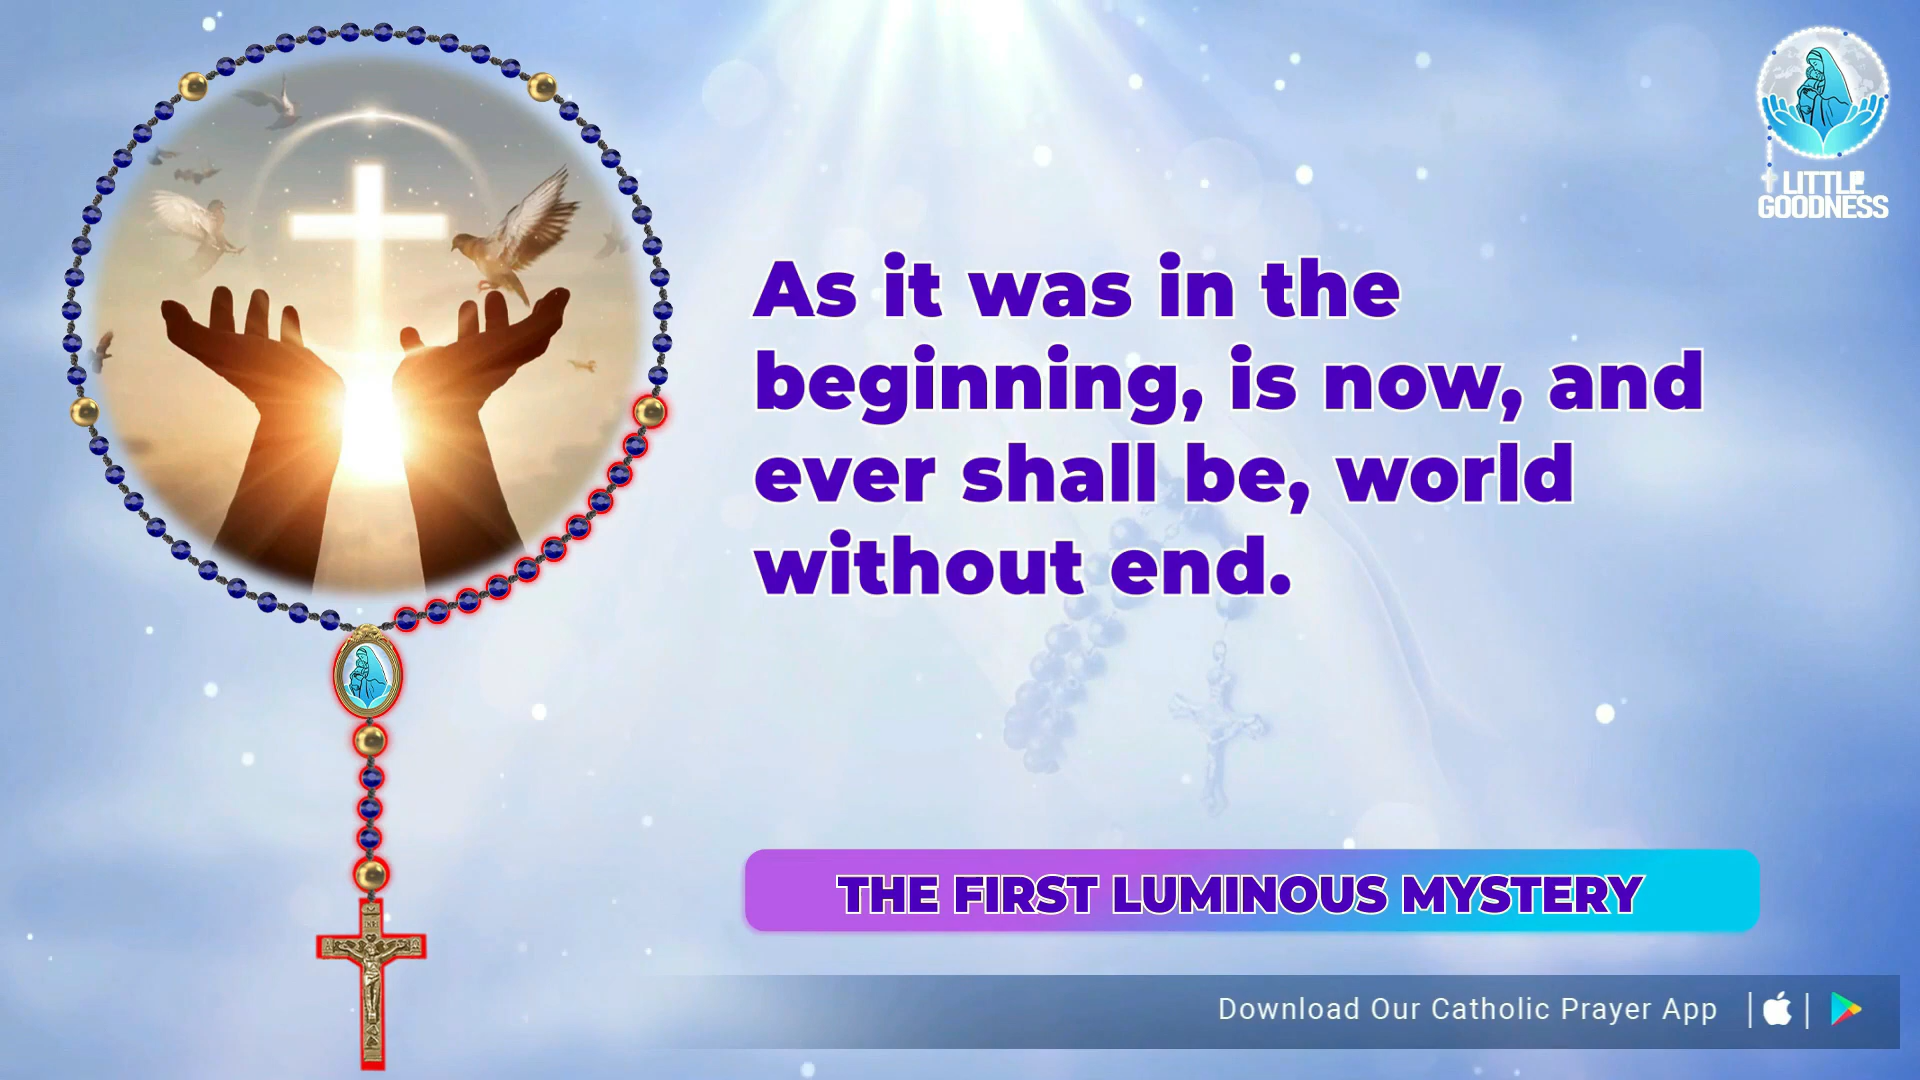 LITTLE
GOODNESS
As it was in the
beginning, is now, and
ever shall be, world
without end.
THE FIRST LUMINOUS MYSTERY
Download Our Catholic Prayer App